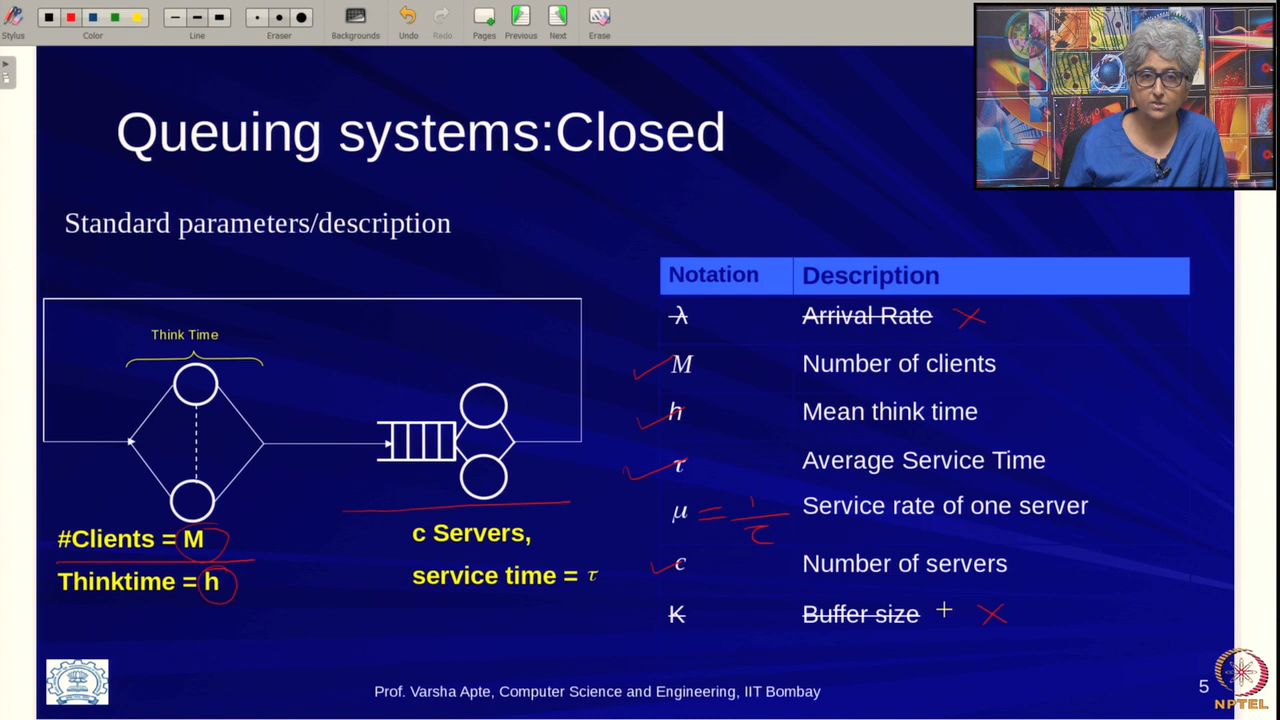 Stylus
Color
Line
Eraser
Backgrounds
Undo
Redo
Pages
Previous
Next
Erase
Queuing systems:Closed
Standard parameters/description
Think Time
#Clients = M
Thinktime = h
c Servers,
service time = τ
Notation Description
λ Arrival Rate
M Number of clients
h Mean think time
τ Average Service Time
μ = 1/τ Service rate of one server
c Number of servers
K Buffer size
Prof. Varsha Apte, Computer Science and Engineering, IIT Bombay
5
NPTEL